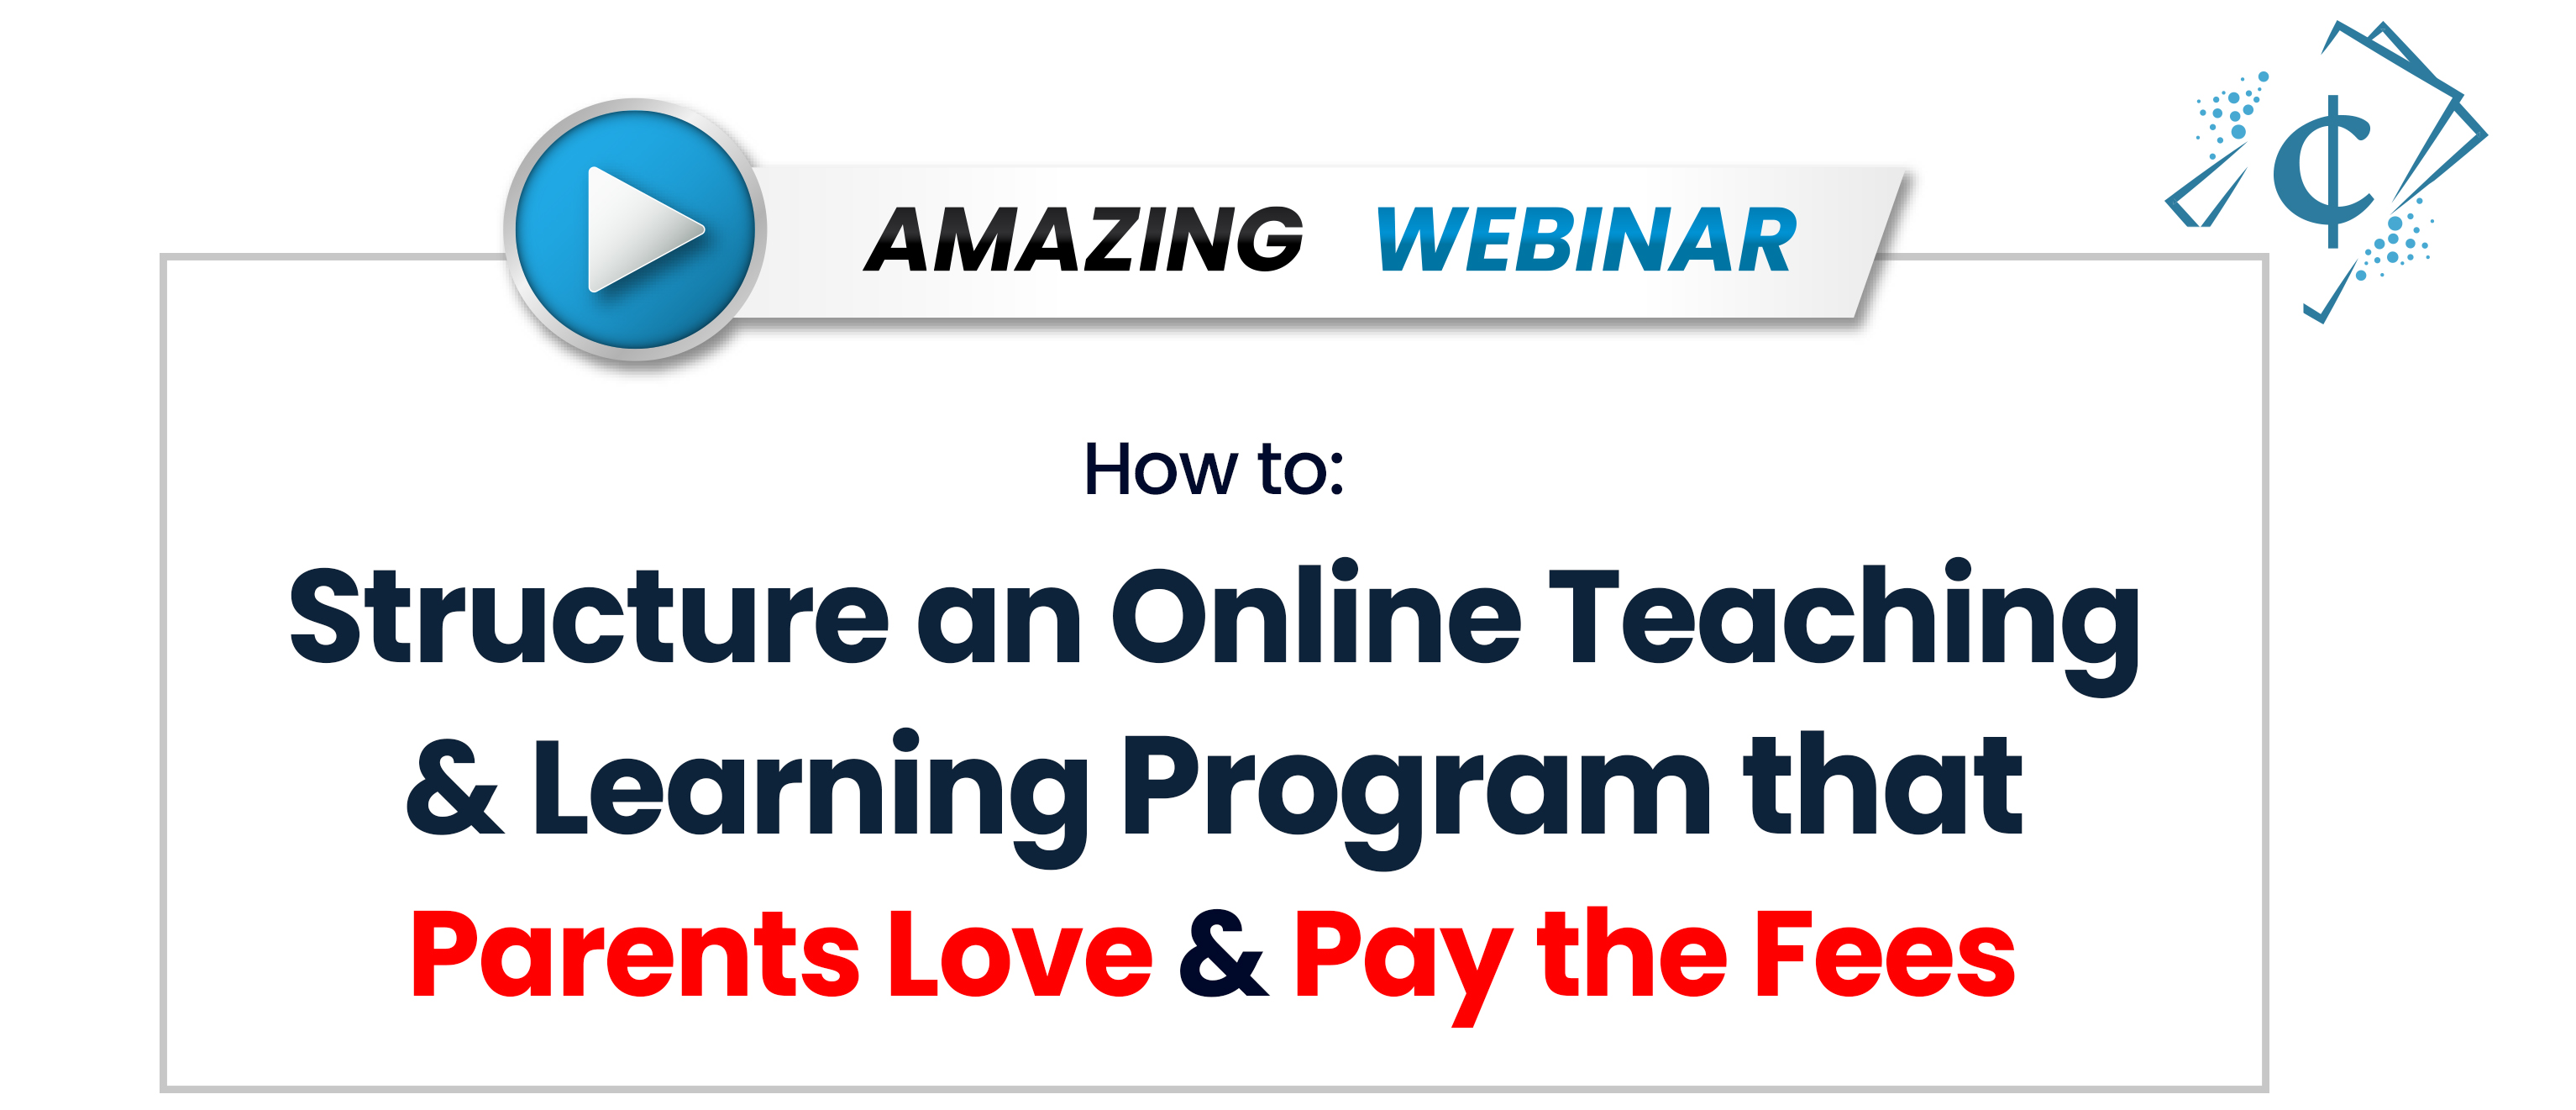 AMAZING WEBINAR
¢
How to:
Structure an Online Teaching
& Learning Program that
Parents Love & Pay the Fees